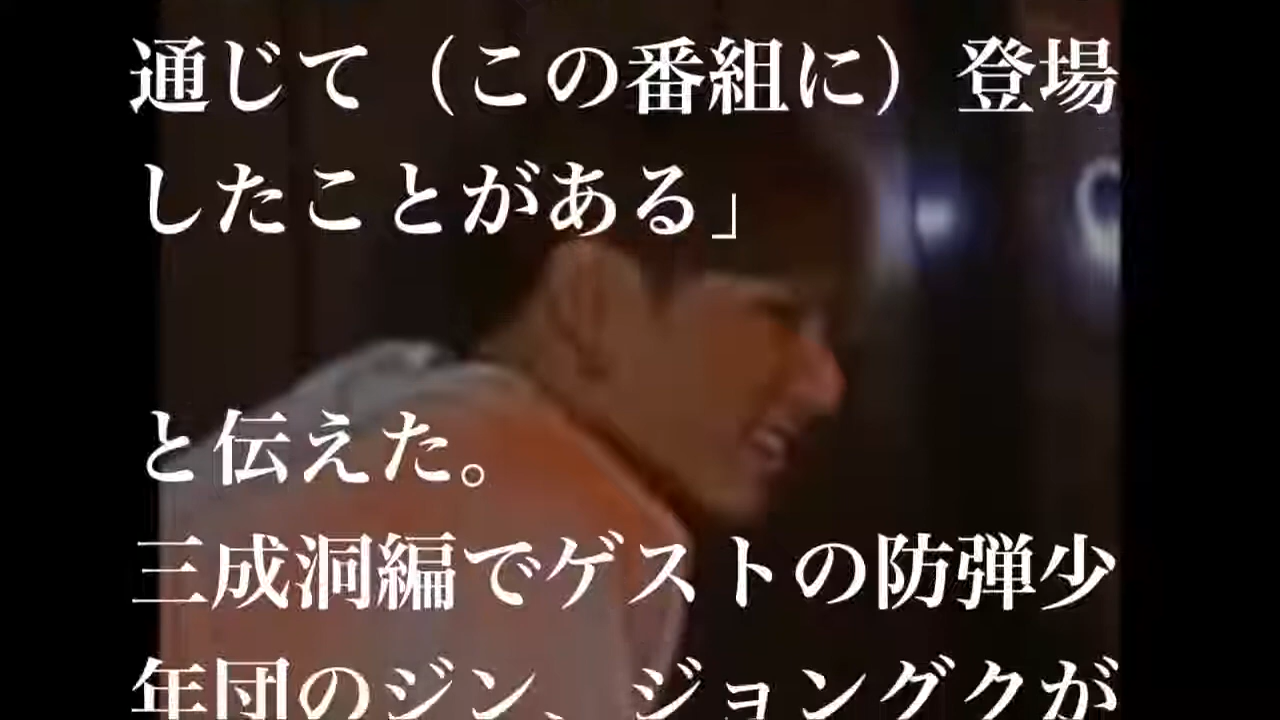 通じて（この番組に）登場
したことがある」
と伝えた。
三成洞編でゲストの防弾少
年団のジン、ジョングクが